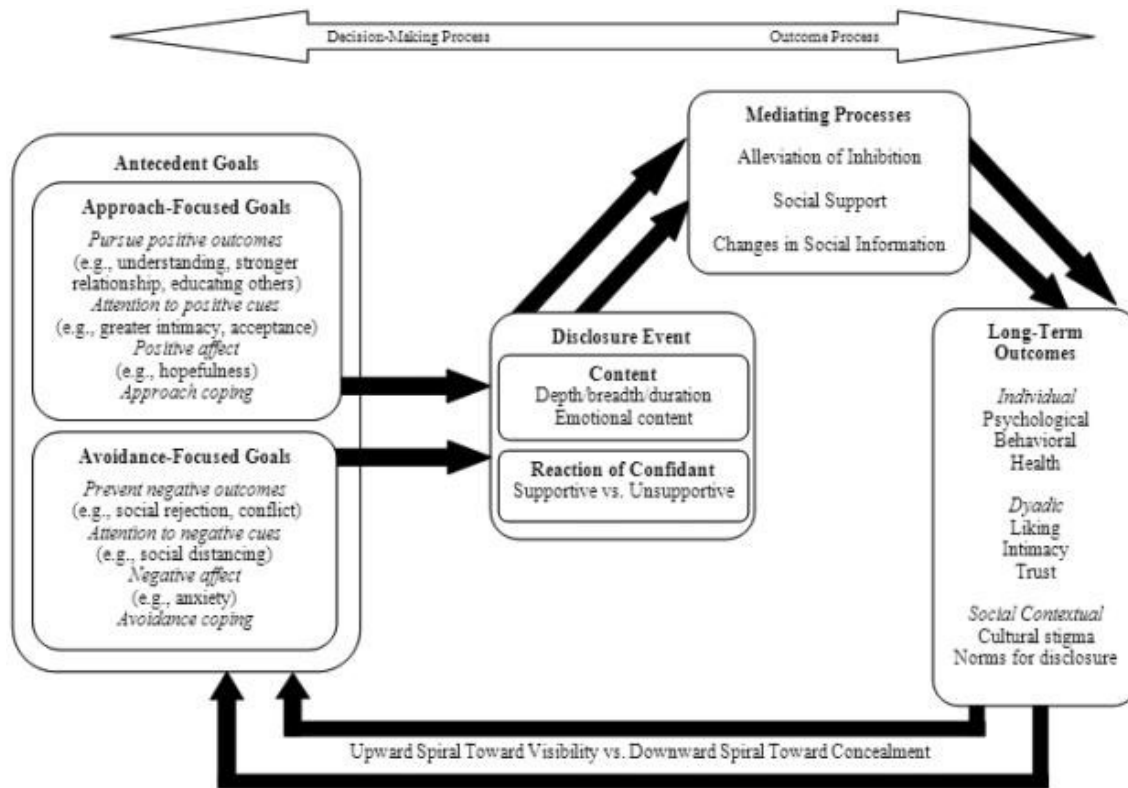 Decision-Making Process
Outcome Process
Antecedent Goals
Approach-Focused Goals
Pursue positive outcomes
(e.g., understanding, stronger
relationship, educating others)
Attention to positive cues
(e.g., greater intimacy, acceptance)
Positive affect
(e.g., hopefulness)
Approach coping
Avoidance-Focused Goals
Prevent negative outcomes
(e.g., social rejection, conflict)
Attention to negative cues
(e.g., social distancing)
Negative affect
(e.g., anxiety)
Avoidance coping
Disclosure Event
Content
Depth/breadth/duration
Emotional content
Reaction of Confidant
Supportive vs. Unsupportive
Mediating Processes
Alleviation of Inhibition
Social Support
Changes in Social Information
Long-Term
Outcomes
Individual
Psychological
Behavioral
Health
Dyadic
Liking
Intimacy
Trust
Social Contextual
Cultural stigma
Norms for disclosure
Upward Spiral Toward Visibility vs. Downward Spiral Toward Concealment